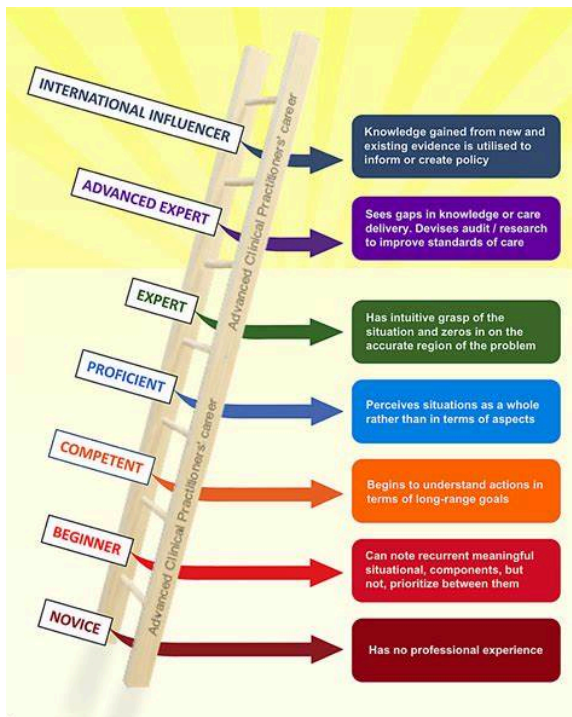 INTERNATIONAL INFLUENCER
Knowledge gained from new and
existing evidence is utilised to
inform or create policy
ADVANCED EXPERT
Sees gaps in knowledge or care
delivery. Devises audit / research
to improve standards of care
EXPERT
Has intuitive grasp of the
situation and zeros in on the
accurate region of the problem
PROFICIENT
Perceives situations as a whole
rather than in terms of aspects
COMPETENT
Begins to understand actions in
terms of long-range goals
BEGINNER
Can note recurrent meaningful
situational, components, but
not, prioritize between them
NOVICE
Has no professional experience
Advanced Clinical Practitioners' career
Advanced Clinical Practitioners' career
Advanced Clinical Practitioners' career